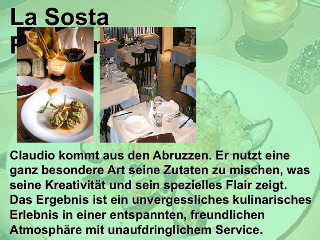 La Sosta
Claudio kommt aus den Abruzzen. Er nutzt eine
ganz besondere Art seine Zutaten zu mischen, was
seine Kreativität und sein spezielles Flair zeigt.
Das Ergebnis ist ein unvergessliches kulinarisches
Erlebnis in einer entspannten, freundlichen
Atmosphäre mit unaufdringlichem Service.